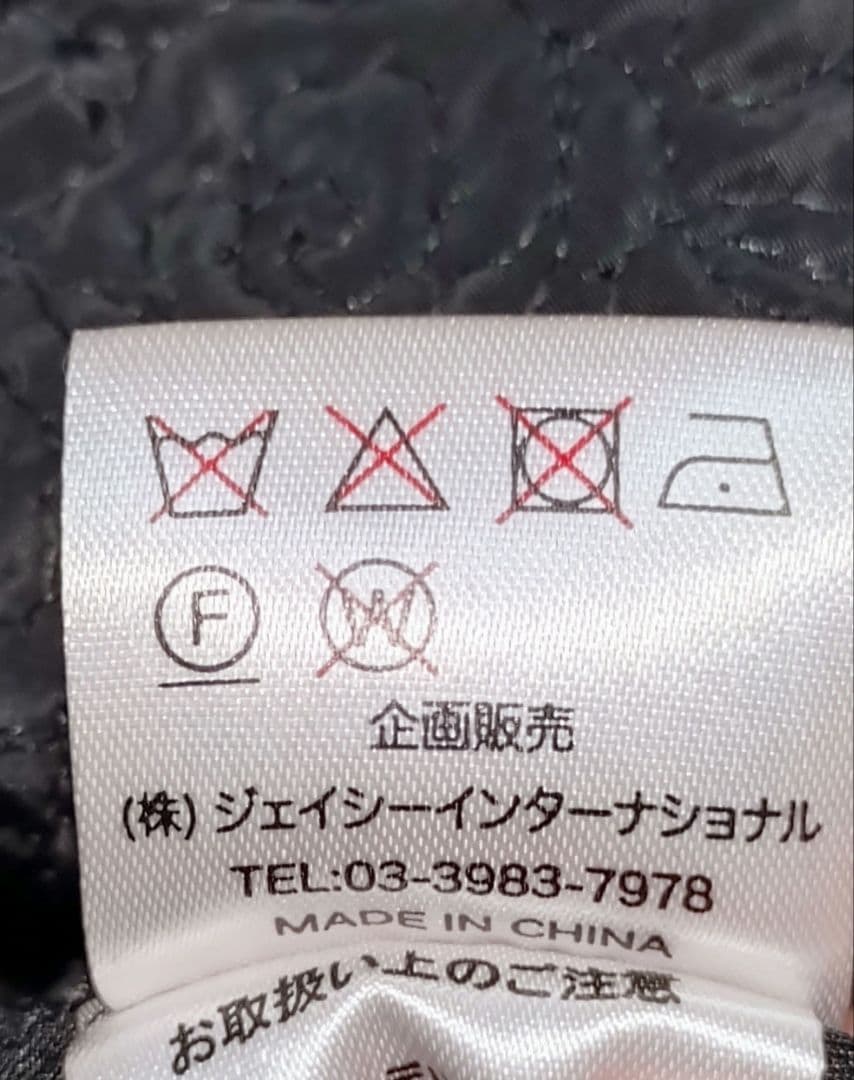 F W
企画販売
(株) ジェイシーインターナショナル
TEL:03-3983-7978
MADE IN CHINA
お取扱い上のご注意